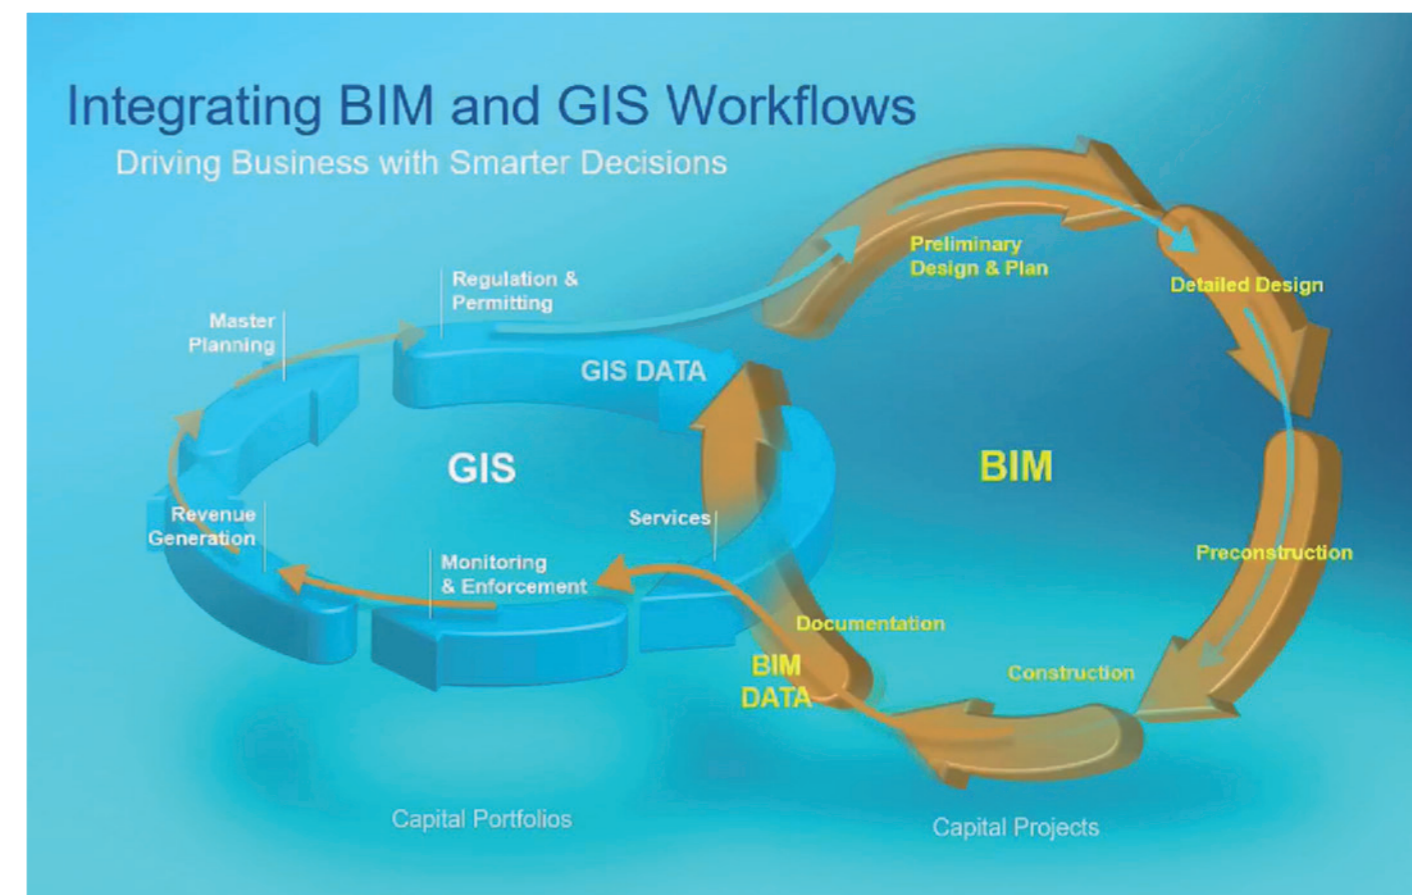 Integrating BIM and GIS Workflows
Driving Business with Smarter Decisions
Regulation &
Permitting
Master
Planning
GIS DATA
GIS
Revenue
Generation
Monitoring
& Enforcement
Services
Preliminary
Design & Plan
Detailed Design
BIM
Preconstruction
Documentation
BIM
DATA
Construction
Capital Portfolios
Capital Projects